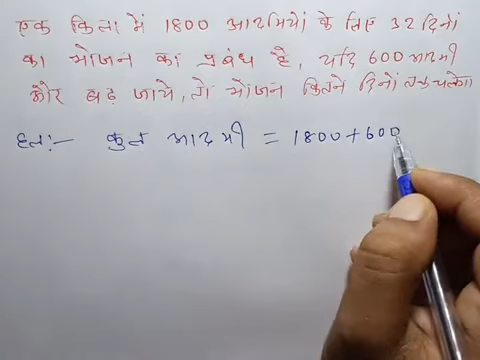 एक किला में 1800 आदमियों के लिए 32 दिनों
का भोजन का प्रबंध है, यदि 600 आदमी
और बढ़ जाये, तो भोजन कितने दिनों तक चलेगा
हल:- कुल आदमी = 1800+600